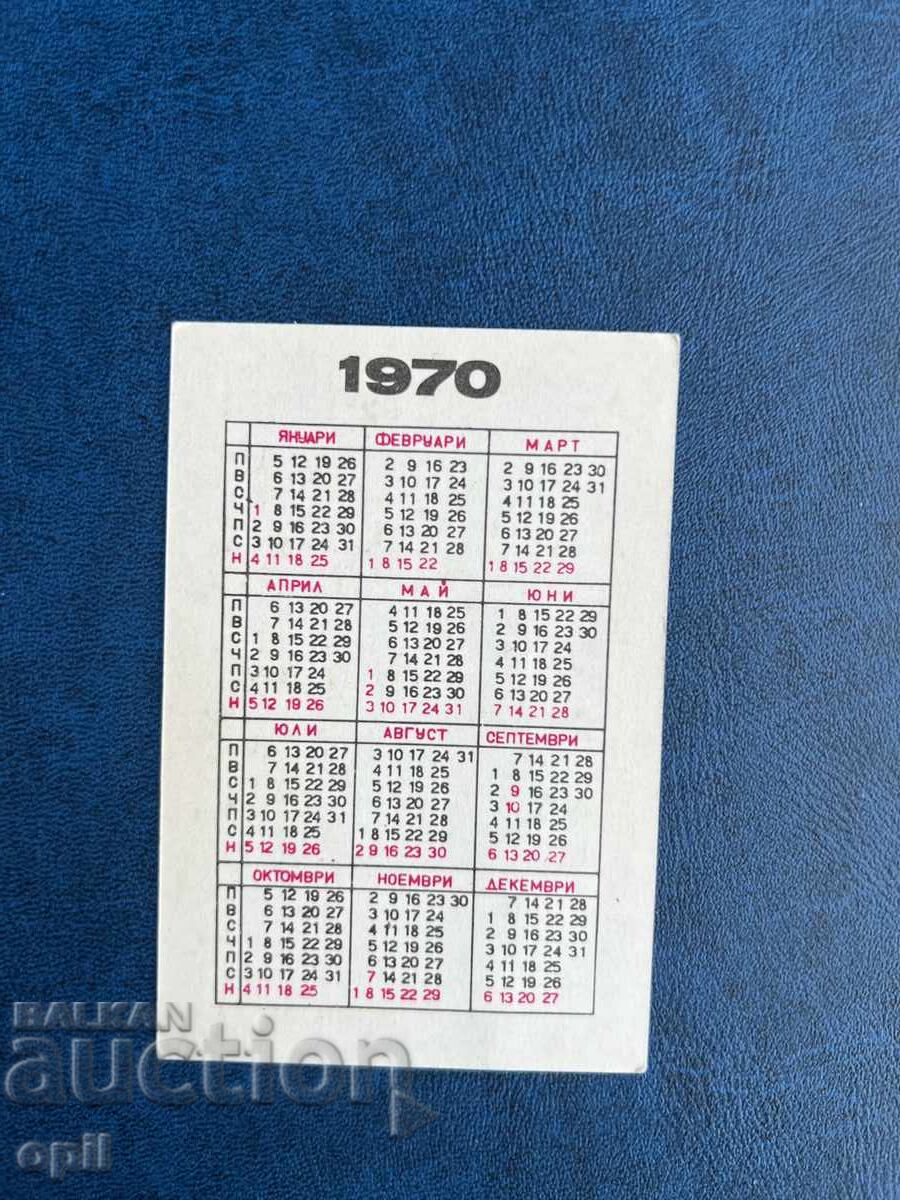 1970
ЯНУАРИ ФЕВРУАРИ МАРТ
П 5 12 19 26 2 9 16 23 2 9 16 23 30
В 6 13 20 27 3 10 17 24 3 10 17 24 31
С 7 14 21 28 4 11 18 25 4 11 18 25
Ч 1 8 15 22 29 5 12 19 26 5 12 19 26
П 2 9 16 23 30 6 13 20 27 6 13 20 27
С 3 10 17 24 31 7 14 21 28 7 14 21 28
Н 4 11 18 25 1 8 15 22 1 8 15 22 29
АПРИЛ МАЙ ЮНИ
П 6 13 20 27 4 11 18 25 1 8 15 22 29
В 7 14 21 28 5 12 19 26 2 9 16 23 30
С 1 8 15 22 29 6 13 20 27 3 10 17 24
Ч 2 9 16 23 30 7 14 21 28 4 11 18 25
П 3 10 17 24 1 8 15 22 29 5 12 19 26
С 4 11 18 25 2 9 16 23 30 6 13 20 27
Н 5 12 19 26 3 10 17 24 31 7 14 21 28
ЮЛИ АВГУСТ СЕПТЕМВРИ
П 6 13 20 27 3 10 17 24 31 7 14 21 28
В 7 14 21 28 4 11 18 25 1 8 15 22 29
С 1 8 15 22 29 5 12 19 26 2 9 16 23 30
Ч 2 9 16 23 30 6 13 20 27 3 10 17 24
П 3 10 17 24 31 7 14 21 28 4 11 18 25
С 4 11 18 25 1 8 15 22 29 5 12 19 26
Н 5 12 19 26 2 9 16 23 30 6 13 20 27
ОКТОМВРИ НОЕМВРИ ДЕКЕМВРИ
П 5 12 19 26 2 9 16 23 30 7 14 21 28
В 6 13 20 27 3 10 17 24 1 8 15 22 29
С 7 14 21 28 4 11 18 25 2 9 16 23 30
Ч 1 8 15 22 29 5 12 19 26 3 10 17 24 31
П 2 9 16 23 30 6 13 20 27 4 11 18 25
С 3 10 17 24 31 7 14 21 28 5 12 19 26
Н 4 11 18 25 1 8 15 22 29 6 13 20 27
BALKAN
auction
opil